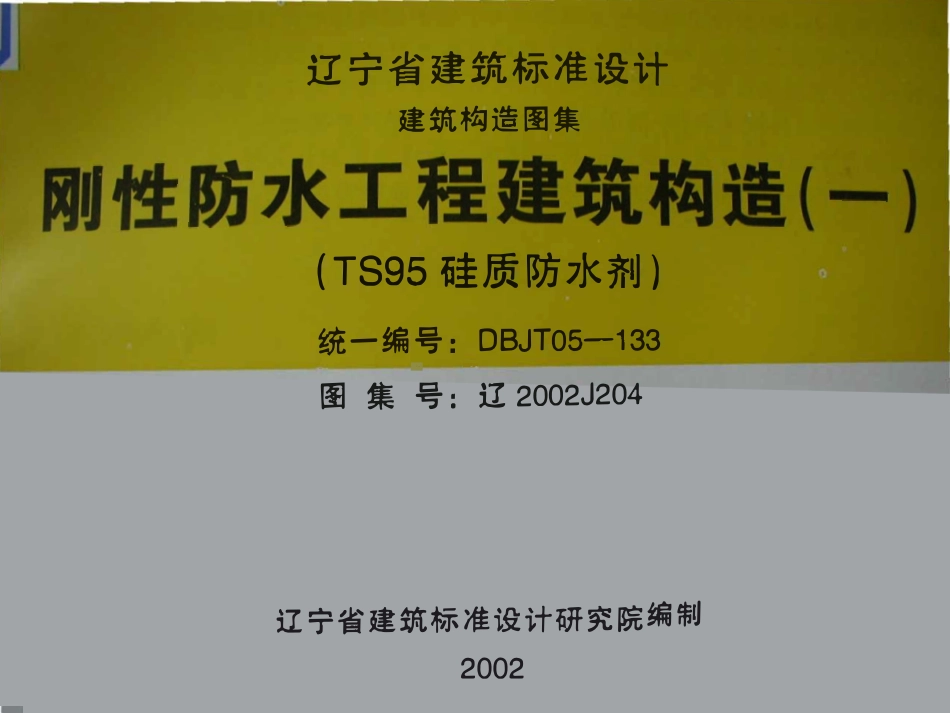 辽宁省建筑标准设计
建筑构造图集
刚性防水工程建筑构造(一)
(TS95 硅质防水剂)
统一编号: DBJT05—133
图 集 号: 辽 2002J204
辽宁省建筑标准设计研究院编制
2002